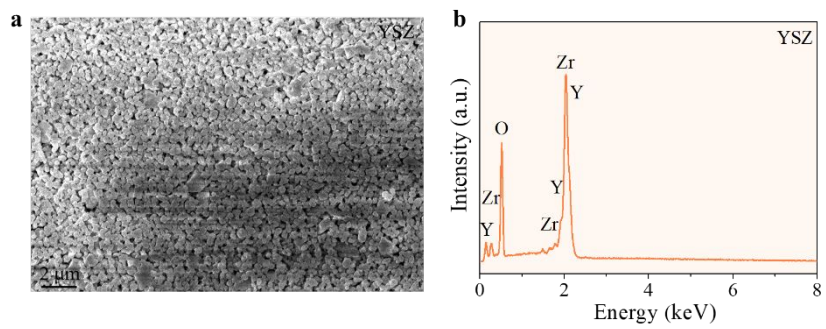 a
YSZ
2 μm
b
YSZ
Zr
Y
O
Y
Zr
Zr
Y
Intensity (a.u.)
0 2 4 6 8
Energy (keV)